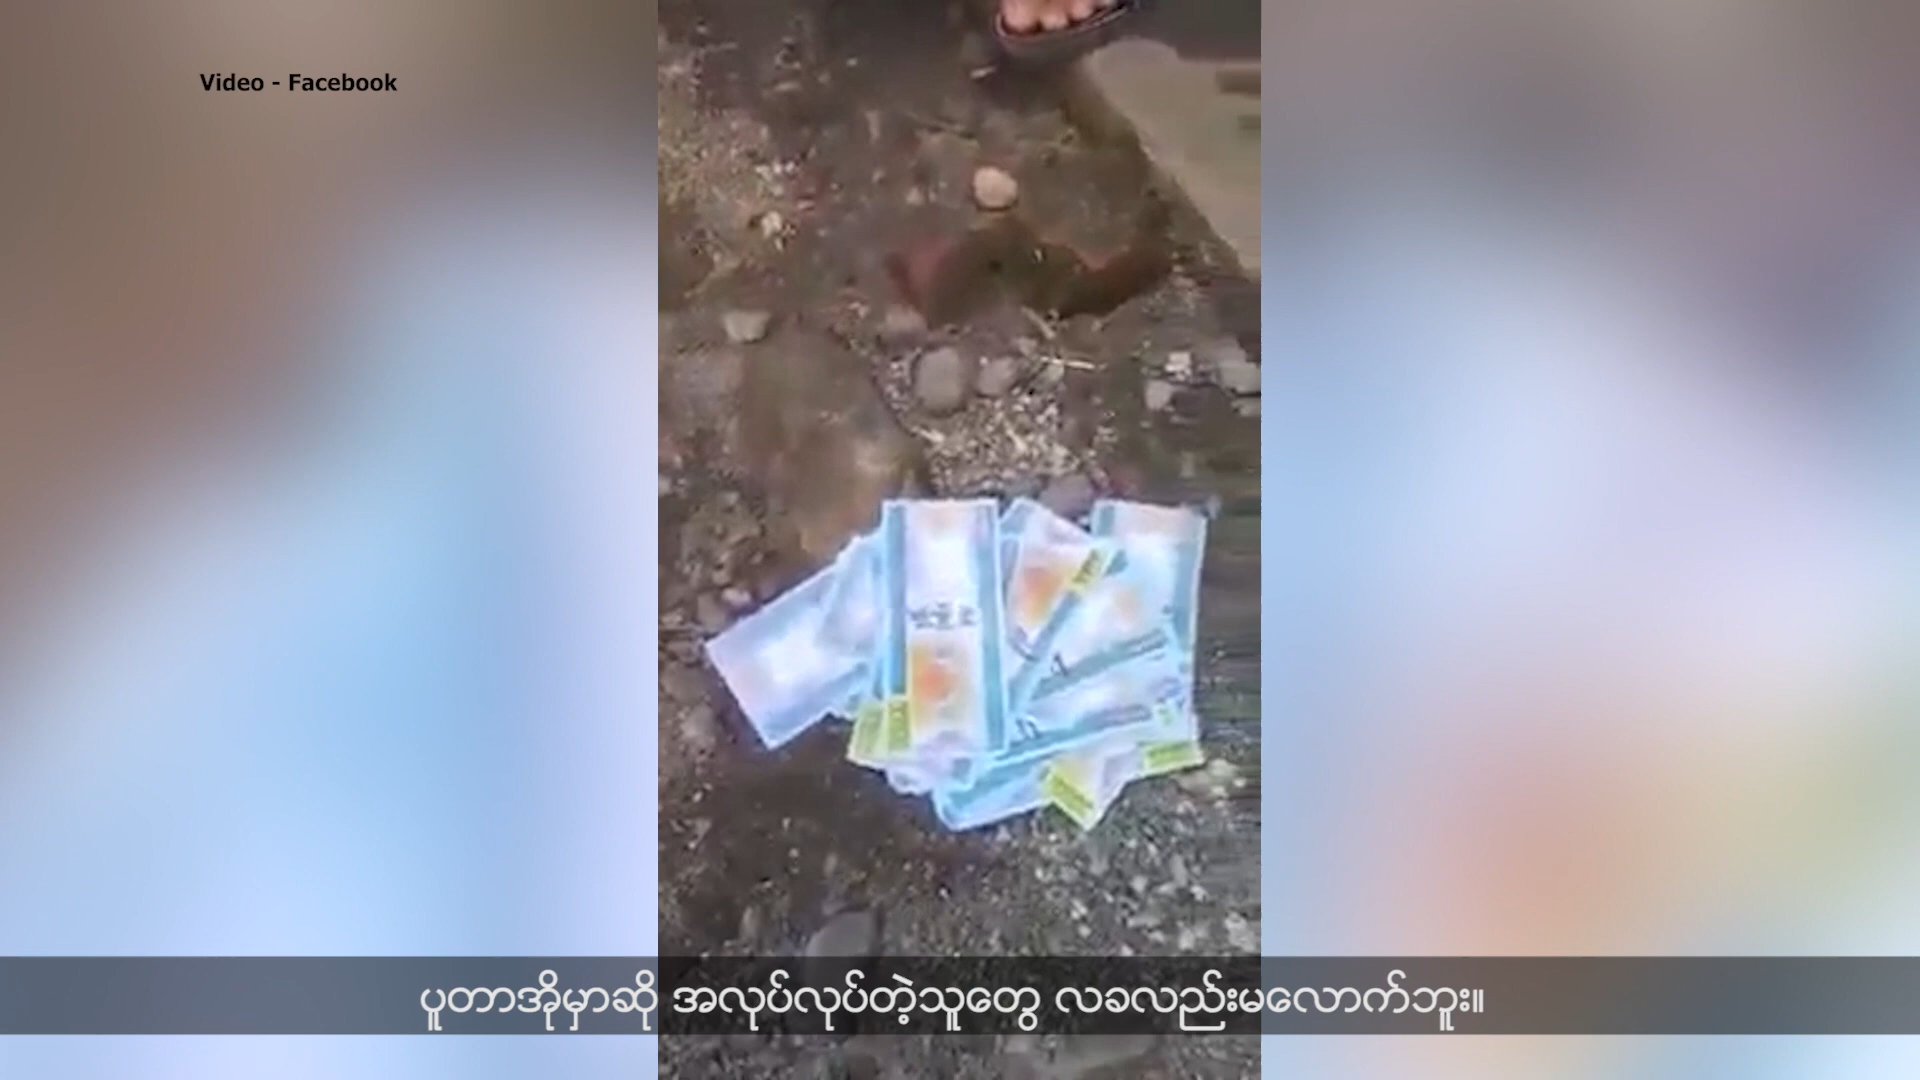 Video - Facebook
ပူတာအိုမှာဆို အလုပ်လုပ်တဲ့သူတွေ လခလည်းမလောက်ဘူး။